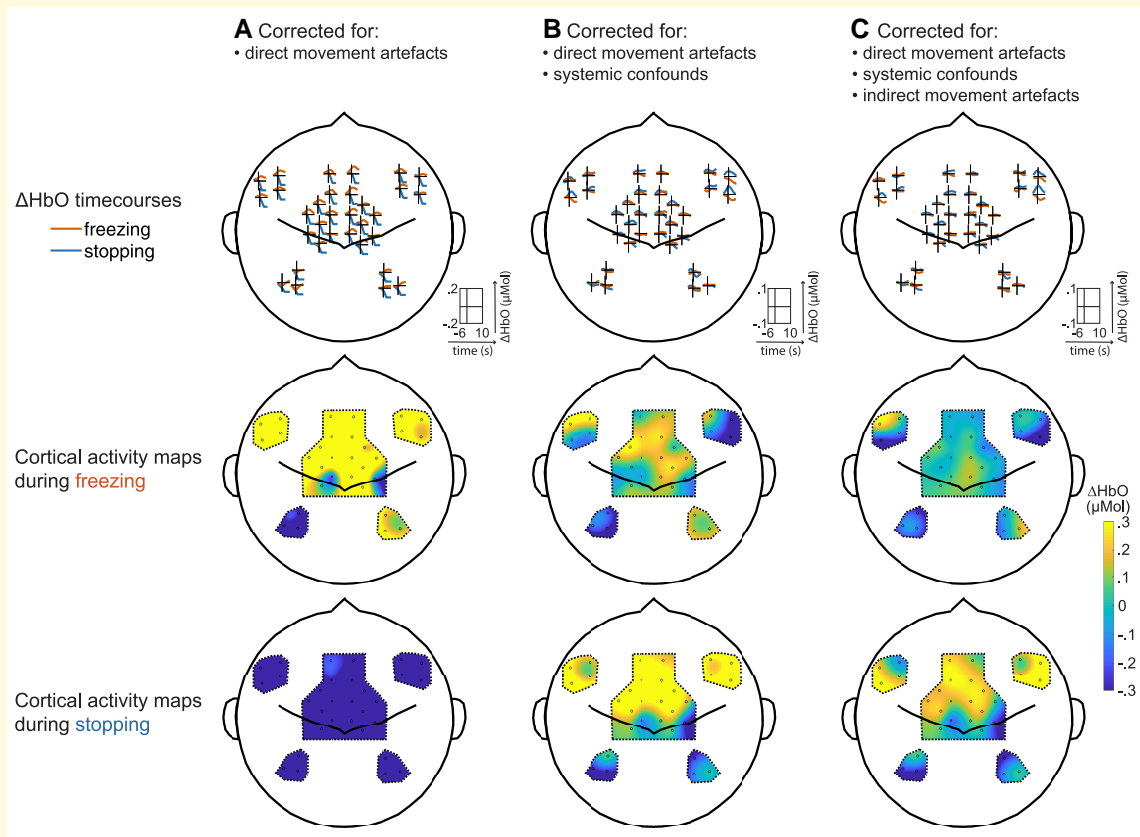 A Corrected for:
• direct movement artefacts
B Corrected for:
• direct movement artefacts
• systemic confounds
C Corrected for:
• direct movement artefacts
• systemic confounds
• indirect movement artefacts
ΔHbO timecourses
freezing
stopping
.2
-.2
-6 10
time (s)
ΔHbO (µMol)
.1
-.1
-6 10
time (s)
ΔHbO (µMol)
.1
-.1
-6 10
time (s)
ΔHbO (µMol)
Cortical activity maps
during freezing
ΔHbO
(µMol)
.3
.2
.1
0
-.1
-.2
-.3
Cortical activity maps
during stopping